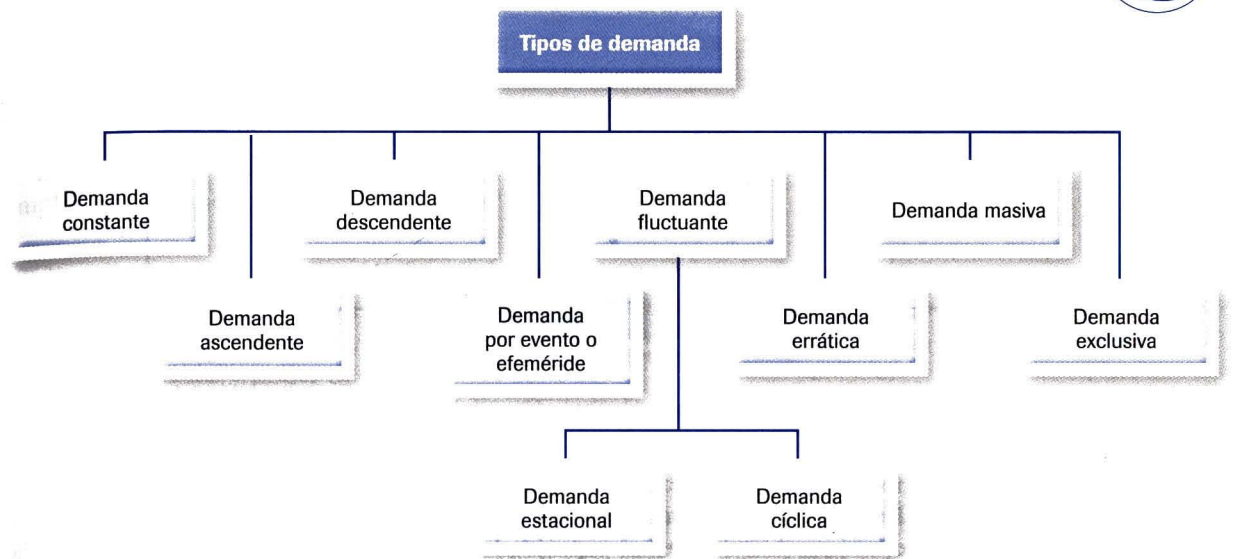 Tipos de demanda
Demanda
constante
Demanda
descendente
Demanda
fluctuante
Demanda masiva
Demanda
ascendente
Demanda
por evento o
efeméride
Demanda
errática
Demanda
exclusiva
Demanda
estacional
Demanda
cíclica